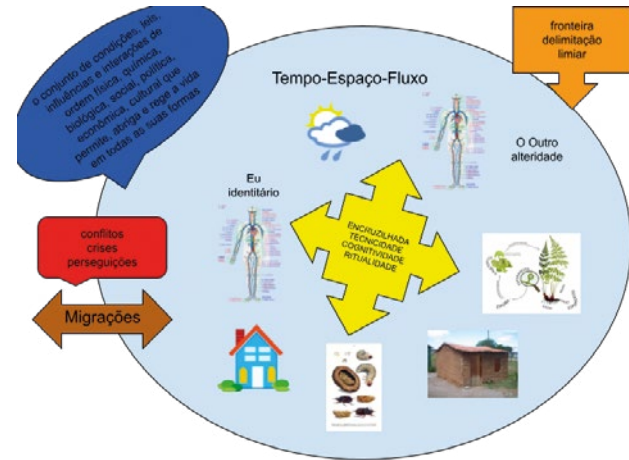 o conjunto de condições, leis,
influências e interações de
ordem física, química,
biológica, social, política,
econômica, cultural que
permite, abriga e rege a vida
em todas as suas formas
fronteira
delimitação
limiar
Tempo-Espaço-Fluxo
O Outro
alteridade
Eu
identitário
ENCRUZILHADA
TECNICIDADE
COGNITIVIDADE
RITUALIDADE
conflitos
crises
perseguições
Migrações